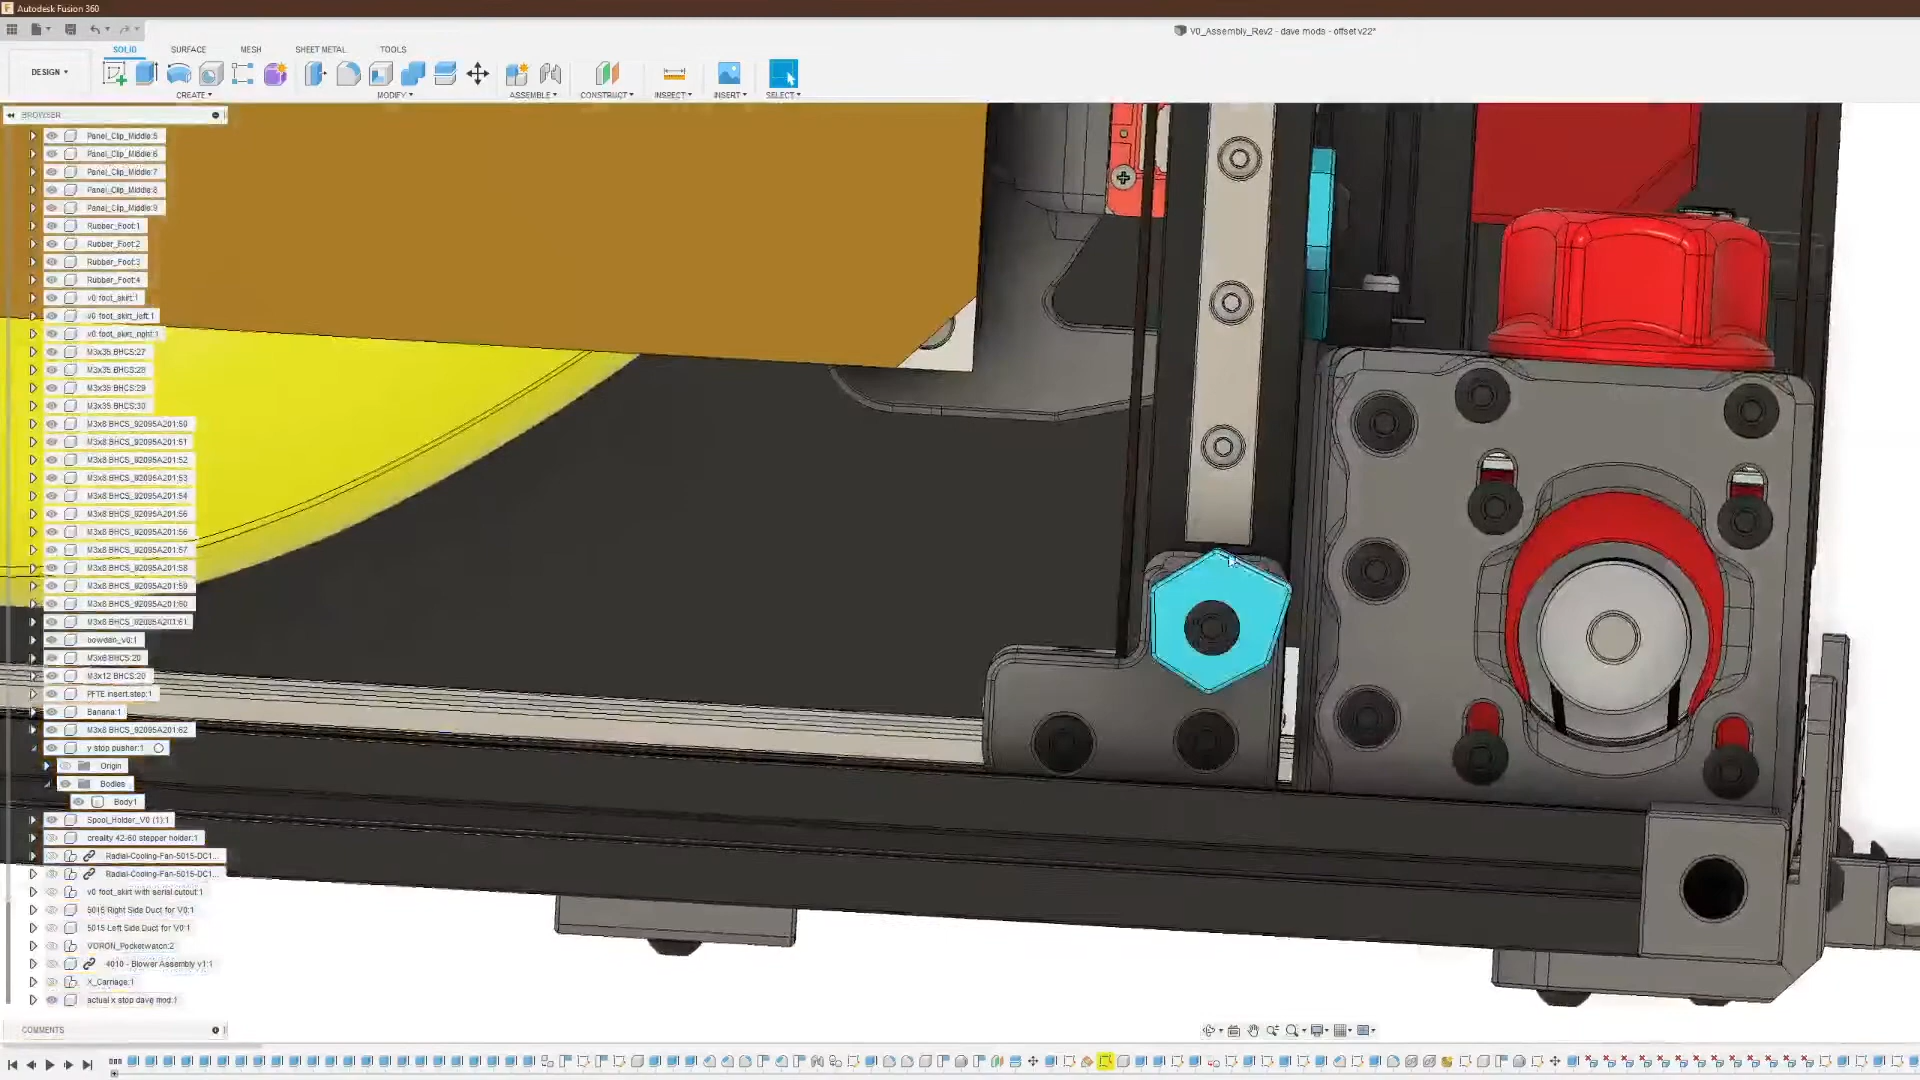 Autodesk Fusion 360
V0_Assembly_Rev2 - dave mods - offset v22*
SOLID SURFACE MESH SHEET METAL TOOLS
DESIGN
CREATE MODIFY ASSEMBLE CONSTRUCT INSPECT INSERT SELECT
BROWSER
Panel_Clip_Middle:5
Panel_Clip_Middle:6
Panel_Clip_Middle:7
Panel_Clip_Middle:8
Panel_Clip_Middle:9
Rubber_Foot:1
Rubber_Foot:2
Rubber_Foot:3
Rubber_Foot:4
v0 foot_skirt:1
v0 foot_skirt_left:1
v0 foot_skirt_right:1
M3x35 BHCS:27
M3x35 BHCS:28
M3x35 BHCS:29
M3x35 BHCS:30
M3x8 BHCS_92095A201:50
M3x8 BHCS_92095A201:51
M3x8 BHCS_92095A201:52
M3x8 BHCS_92095A201:53
M3x8 BHCS_92095A201:54
M3x8 BHCS_92095A201:55
M3x8 BHCS_92095A201:56
M3x8 BHCS_92095A201:57
M3x8 BHCS_92095A201:58
M3x8 BHCS_92095A201:59
M3x8 BHCS_92095A201:60
M3x8 BHCS_92095A201:61
bowden_v0:1
M3x6 BHCS:20
M3x12 BHCS:20
PFTE insert.step:1
Banana:1
M3x8 BHCS_92095A201:62
y stop pusher:1
Origin
Bodies
Body1
Spool_Holder_V0 (1):1
creality 42-60 stepper holder:1
Radial-Cooling-Fan-5015-DC1...
Radial-Cooling-Fan-5015-DC1...
v0 foot_skirt with serial cutout:1
5015 Right Side Duct for V0:1
5015 Left Side Duct for V0:1
VORON_Pocketwatch:2
4010 - Blower Assembly v1:1
X_Carriage:1
actual x stop dave mod:1
COMMENTS